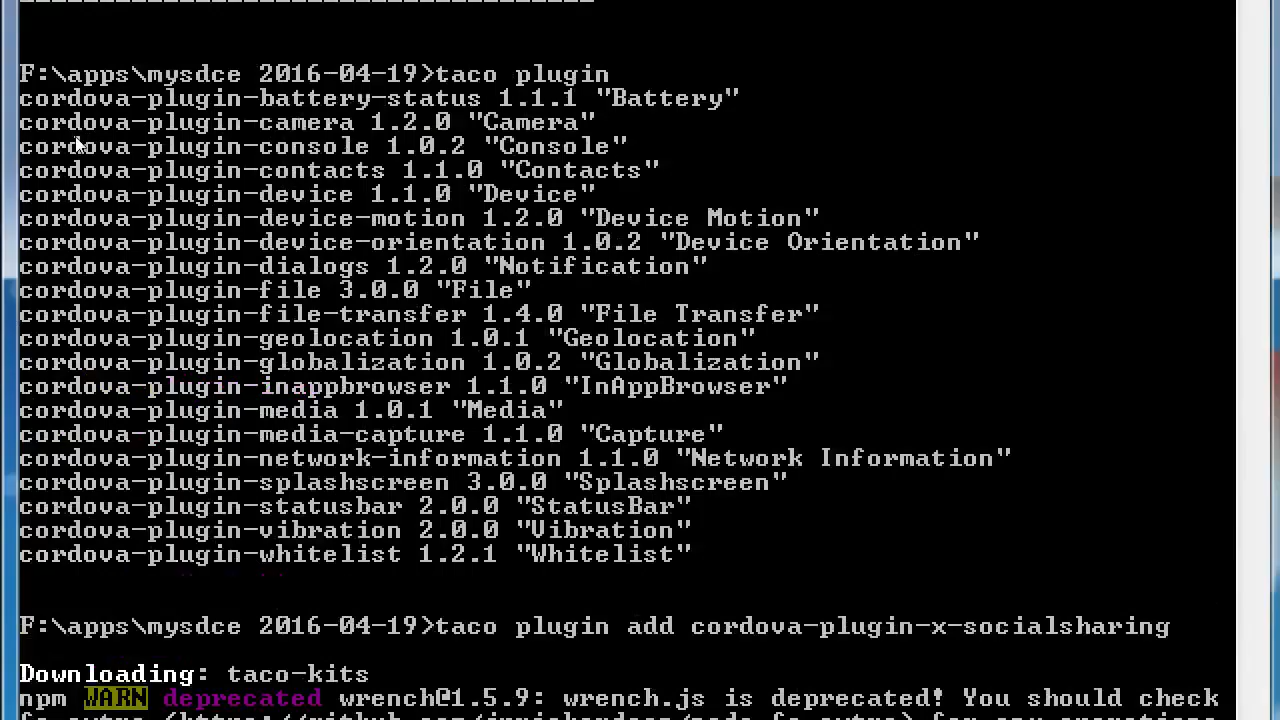 F:\apps\mysdce 2016-04-19>taco plugin
cordova-plugin-battery-status 1.1.1 "Battery"
cordova-plugin-camera 1.2.0 "Camera"
cordova-plugin-console 1.0.2 "Console"
cordova-plugin-contacts 1.1.0 "Contacts"
cordova-plugin-device 1.1.0 "Device"
cordova-plugin-device-motion 1.2.0 "Device Motion"
cordova-plugin-device-orientation 1.0.2 "Device Orientation"
cordova-plugin-dialogs 1.2.0 "Notification"
cordova-plugin-file 3.0.0 "File"
cordova-plugin-file-transfer 1.4.0 "File Transfer"
cordova-plugin-geolocation 1.0.1 "Geolocation"
cordova-plugin-globalization 1.0.2 "Globalization"
cordova-plugin-inappbrowser 1.1.0 "InAppBrowser"
cordova-plugin-media 1.0.1 "Media"
cordova-plugin-media-capture 1.1.0 "Capture"
cordova-plugin-network-information 1.1.0 "Network Information"
cordova-plugin-splashscreen 3.0.0 "Splashscreen"
cordova-plugin-statusbar 2.0.0 "StatusBar"
cordova-plugin-vibration 2.0.0 "Vibration"
cordova-plugin-whitelist 1.2.1 "Whitelist"
F:\apps\mysdce 2016-04-19>taco plugin add cordova-plugin-x-socialsharing
Downloading: taco-kits
npm WARN deprecated wrench@1.5.9: wrench.js is deprecated! You should check